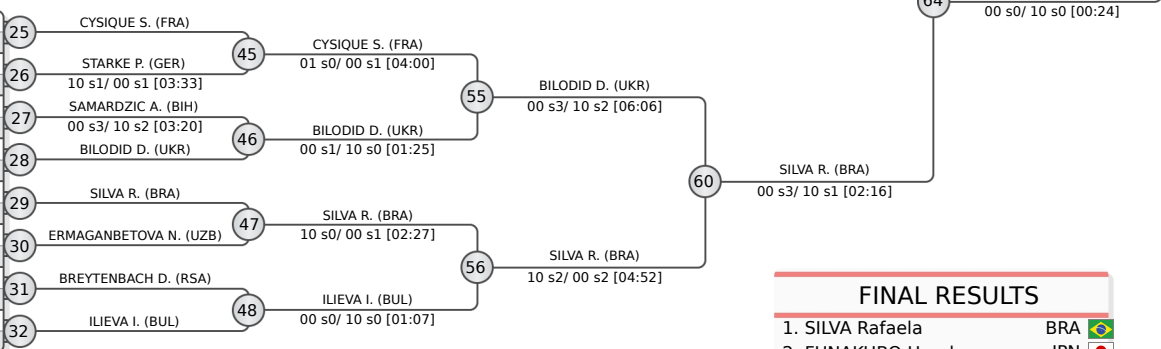 64
00 s0/ 10 s0 [00:24]
25
CYSIQUE S. (FRA)
45
CYSIQUE S. (FRA)
01 s0/ 00 s1 [04:00]
26
STARKE P. (GER)
10 s1/ 00 s1 [03:33]
55
BILODID D. (UKR)
00 s3/ 10 s2 [06:06]
27
SAMARDZIC A. (BIH)
00 s3/ 10 s2 [03:20]
46
BILODID D. (UKR)
00 s1/ 10 s0 [01:25]
28
BILODID D. (UKR)
60
SILVA R. (BRA)
00 s3/ 10 s1 [02:16]
29
SILVA R. (BRA)
47
SILVA R. (BRA)
10 s0/ 00 s1 [02:27]
30
ERMAGANBETOVA N. (UZB)
56
SILVA R. (BRA)
10 s2/ 00 s2 [04:52]
31
BREYTENBACH D. (RSA)
48
ILIEVA I. (BUL)
00 s0/ 10 s0 [01:07]
32
ILIEVA I. (BUL)
FINAL RESULTS
1. SILVA Rafaela BRA